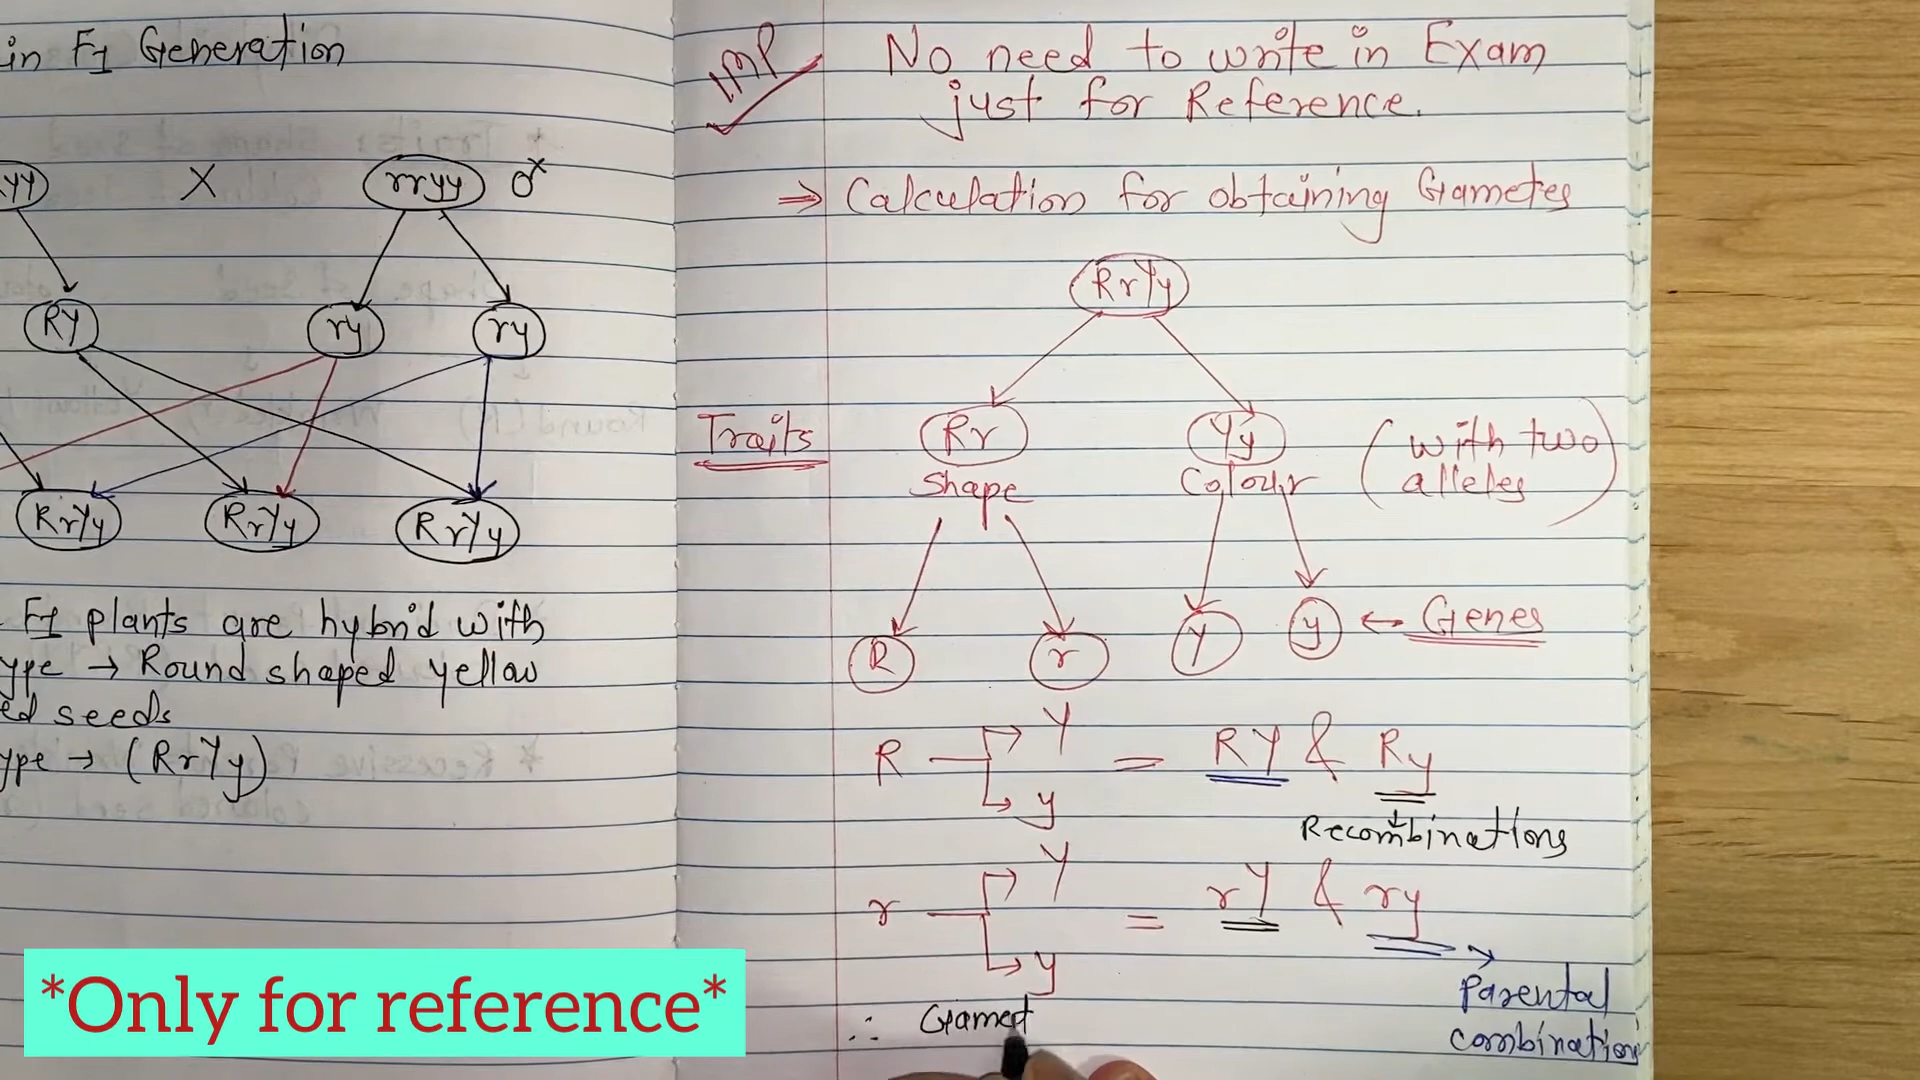 in F1 Generation
YY X rryy ♂
RY ry ry
RrYy RrYy RrYy
F1 plants are hybrid with
ype → Round shaped yellow
ed seeds
ype → (RrYy)
IMP No need to write in Exam
just for Reference.
⇒ Calculation for obtaining Gametes
RrYy
Traits Rr Yy (with two
Shape Colour alleles)
R r Y y ← Genes
R Y = RY & Ry
y
Recombinations
r Y = rY & ry
y
Parental
combinations
∴ Gamet
*Only for reference*